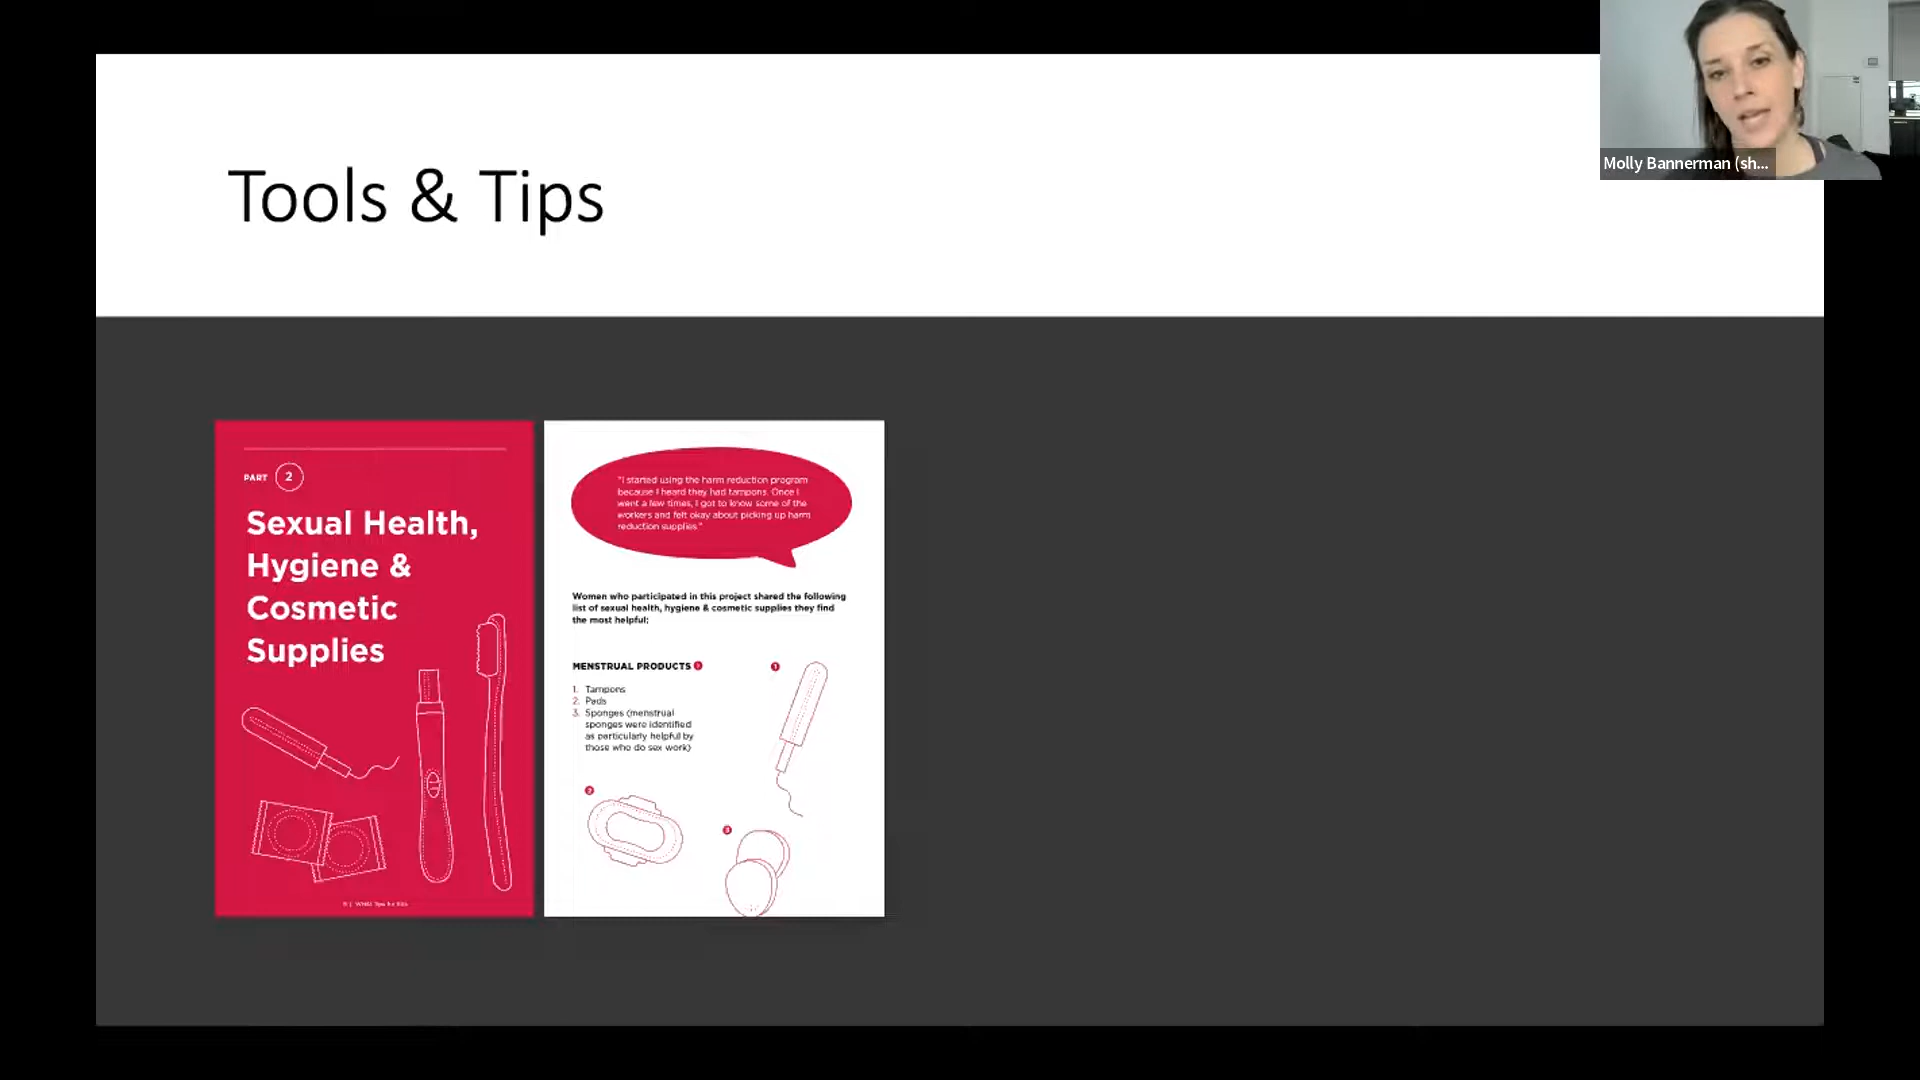 Tools & Tips
Molly Bannerman (sh...
PART 2
Sexual Health,
Hygiene &
Cosmetic
Supplies
"I started using the harm reduction program
because I heard they had tampons. Once I
went a few times, I got to know some of the
workers and felt okay about picking up harm
reduction supplies"
Women who participated in this project shared the following
list of sexual health, hygiene & cosmetic supplies they find
the most helpful:
MENSTRUAL PRODUCTS
1. Tampons
2. Pads
3. Sponges (menstrual
sponges were identified
as particularly helpful by
those who do sex work)
1
2
3